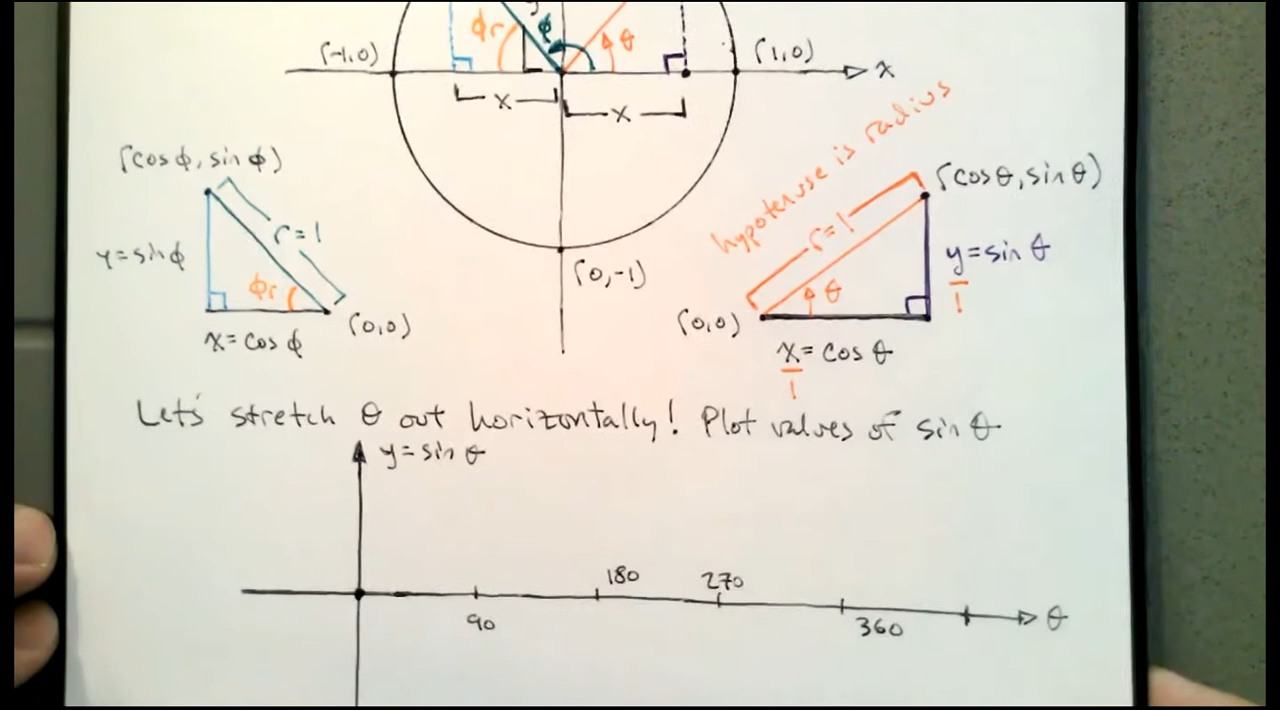 y
φr φ θ
(-1,0) (1,0) x
x x
hypotenuse is radius
(cos φ, sin φ) (cos θ, sin θ)
r=1 r=1
y=sin φ y=sin θ
1
φr θ
(0,-1)
(0,0) (0,0)
x=cos φ x=cos θ
1
Let's stretch θ out horizontally! Plot values of sin θ
y=sin θ
180 270
90 360 θ